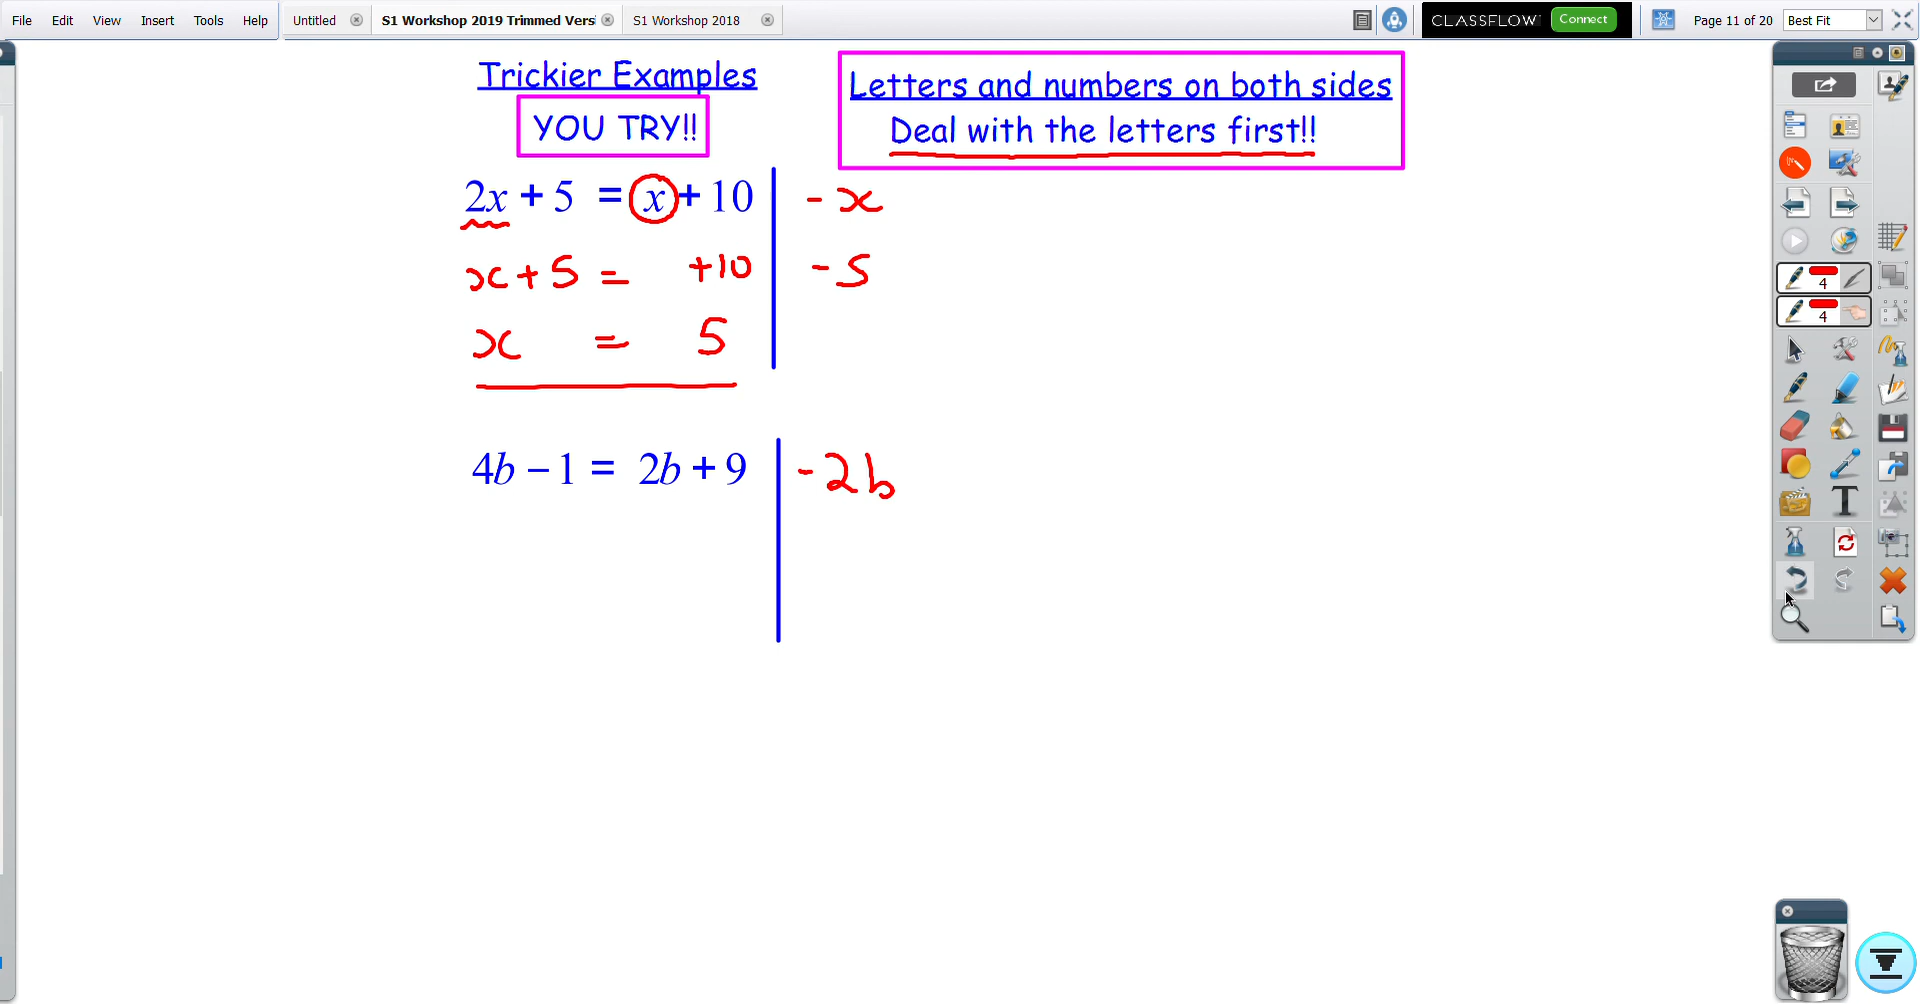 File Edit View Insert Tools Help
Untitled S1 Workshop 2019 Trimmed Vers S1 Workshop 2018
CLASSFLOW Connect
Page 11 of 20 Best Fit
Trickier Examples
YOU TRY!!
Letters and numbers on both sides
Deal with the letters first!!
2x + 5 = x + 10 - x
x + 5 = +10 - 5
x = 5
4b − 1 = 2b + 9 - 2b
4
4
T